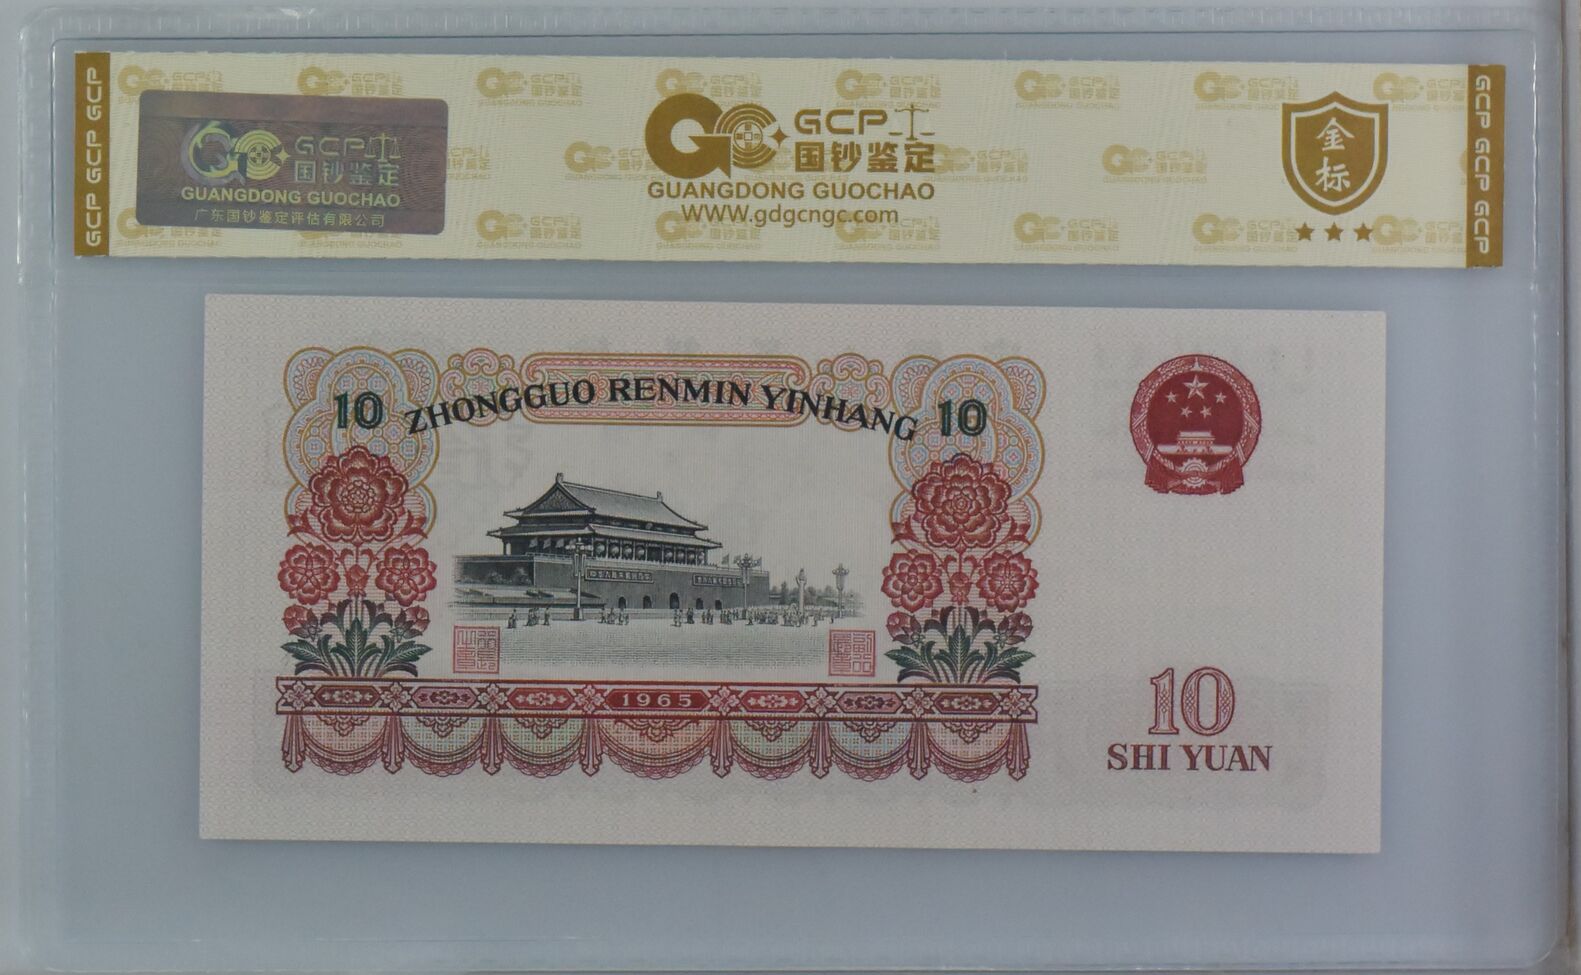 GCP GCP GCP
GCP 国钞鉴定
GUANGDONG GUOCHAO
广东国钞鉴定评估有限公司
GCP
国钞鉴定
GUANGDONG GUOCHAO
WWW.gdgcngc.com
金标
GCP GCP GCP
10 ZHONGGUO RENMIN YINHANG 10
1965
10
SHI YUAN